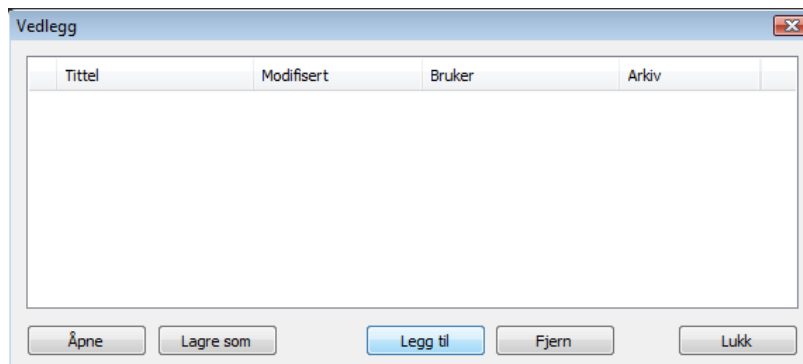 Vedlegg
Tittel Modifisert Bruker Arkiv
Åpne Lagre som Legg til Fjern Lukk